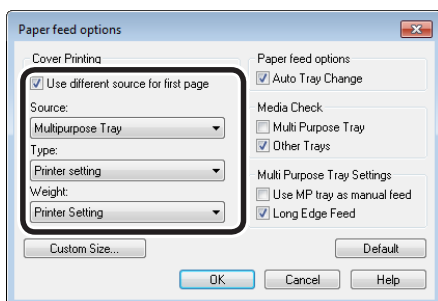 Paper feed options
Cover Printing
Use different source for first page
Source:
Multipurpose Tray
Type:
Printer setting
Weight:
Printer Setting
Paper feed options
Auto Tray Change
Media Check
Multi Purpose Tray
Other Trays
Multi Purpose Tray Settings
Use MP tray as manual feed
Long Edge Feed
Custom Size...
Default
OK
Cancel
Help